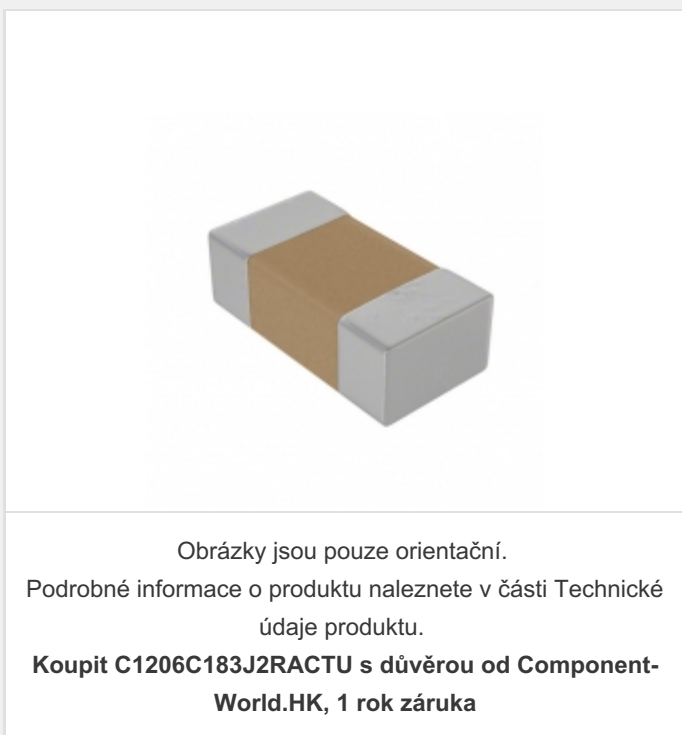 Obrázky jsou pouze orientační.
Podrobné informace o produktu naleznete v části Technické
údaje produktu.
Koupit C1206C183J2RACTU s důvěrou od Component-
World.HK, 1 rok záruka